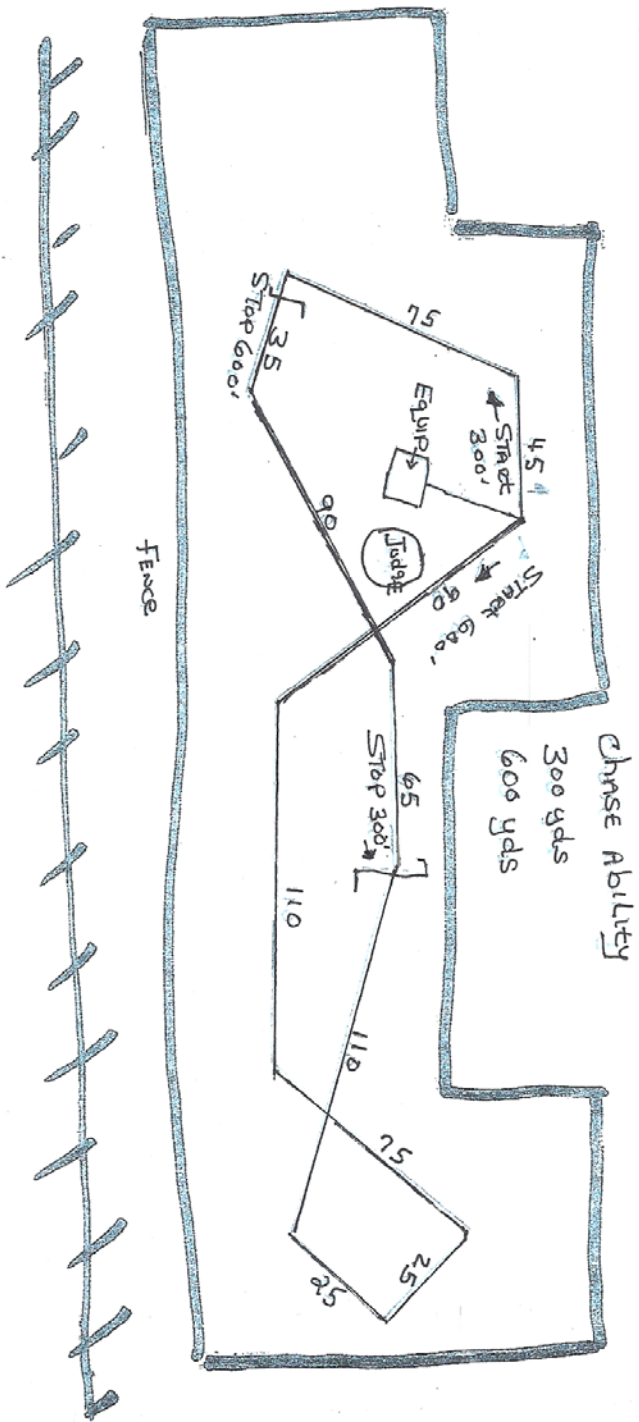 Chase Ability
300 yds
600 yds
45
START
300'
75
Equip
Judge
START 600'
90
35
STOP 600'
90
65
STOP 300'
110
110
75
25
25
Fence